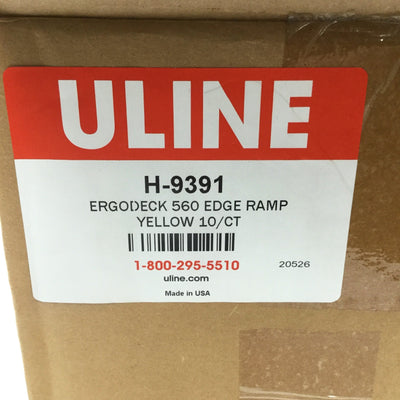 ULINE
H-9391
ERGODECK 560 EDGE RAMP
YELLOW 10/CT
1-800-295-5510
uline.com
20526
Made in USA